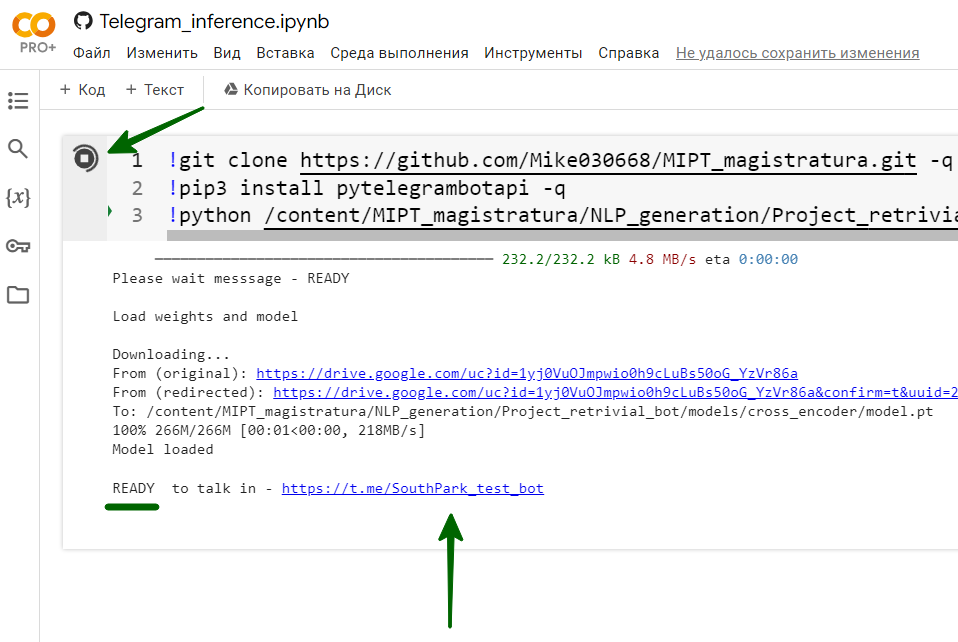 CO Telegram_inference.ipynb
PRO+
Файл Изменить Вид Вставка Среда выполнения Инструменты Справка Не удалось сохранить изменения
+ Код + Текст Копировать на Диск
{x}
1 !git clone https://github.com/Mike030668/MIPT_magistratura.git -q
2 !pip3 install pytelegrambotapi -q
3 !python /content/MIPT_magistratura/NLP_generation/Project_retrivia
232.2/232.2 kB 4.8 MB/s eta 0:00:00
Please wait messsage - READY
Load weights and model
Downloading...
From (original): https://drive.google.com/uc?id=1yj0VuOJmpwio0h9cLuBs50oG_YzVr86a
From (redirected): https://drive.google.com/uc?id=1yj0VuOJmpwio0h9cLuBs50oG_YzVr86a&confirm=t&uuid=2
To: /content/MIPT_magistratura/NLP_generation/Project_retrivial_bot/models/cross_encoder/model.pt
100% 266M/266M [00:01<00:00, 218MB/s]
Model loaded
READY to talk in - https://t.me/SouthPark_test_bot